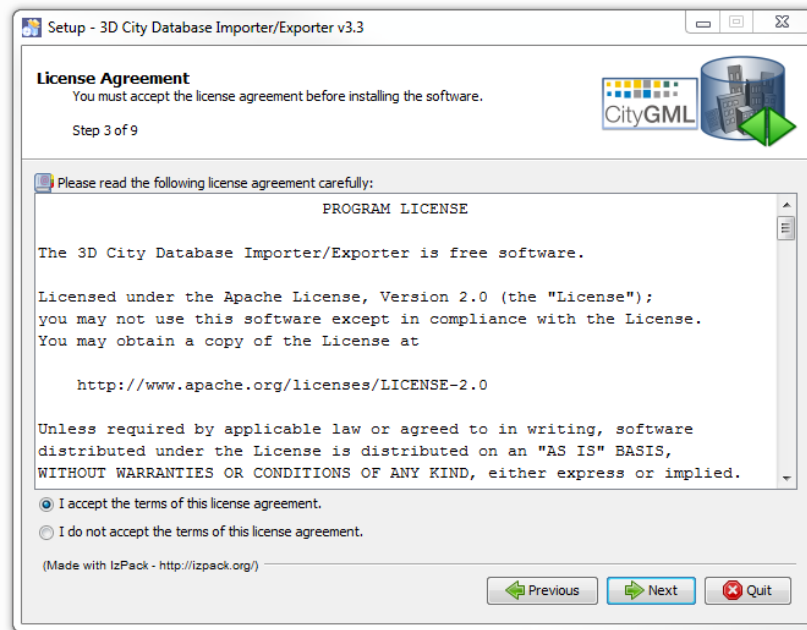 Setup - 3D City Database Importer/Exporter v3.3
License Agreement
You must accept the license agreement before installing the software.
Step 3 of 9
CityGML
Please read the following license agreement carefully:
PROGRAM LICENSE
The 3D City Database Importer/Exporter is free software.
Licensed under the Apache License, Version 2.0 (the "License");
you may not use this software except in compliance with the License.
You may obtain a copy of the License at
http://www.apache.org/licenses/LICENSE-2.0
Unless required by applicable law or agreed to in writing, software
distributed under the License is distributed on an "AS IS" BASIS,
WITHOUT WARRANTIES OR CONDITIONS OF ANY KIND, either express or implied.
I accept the terms of this license agreement.
I do not accept the terms of this license agreement.
(Made with IzPack - http://izpack.org/)
Previous
Next
Quit